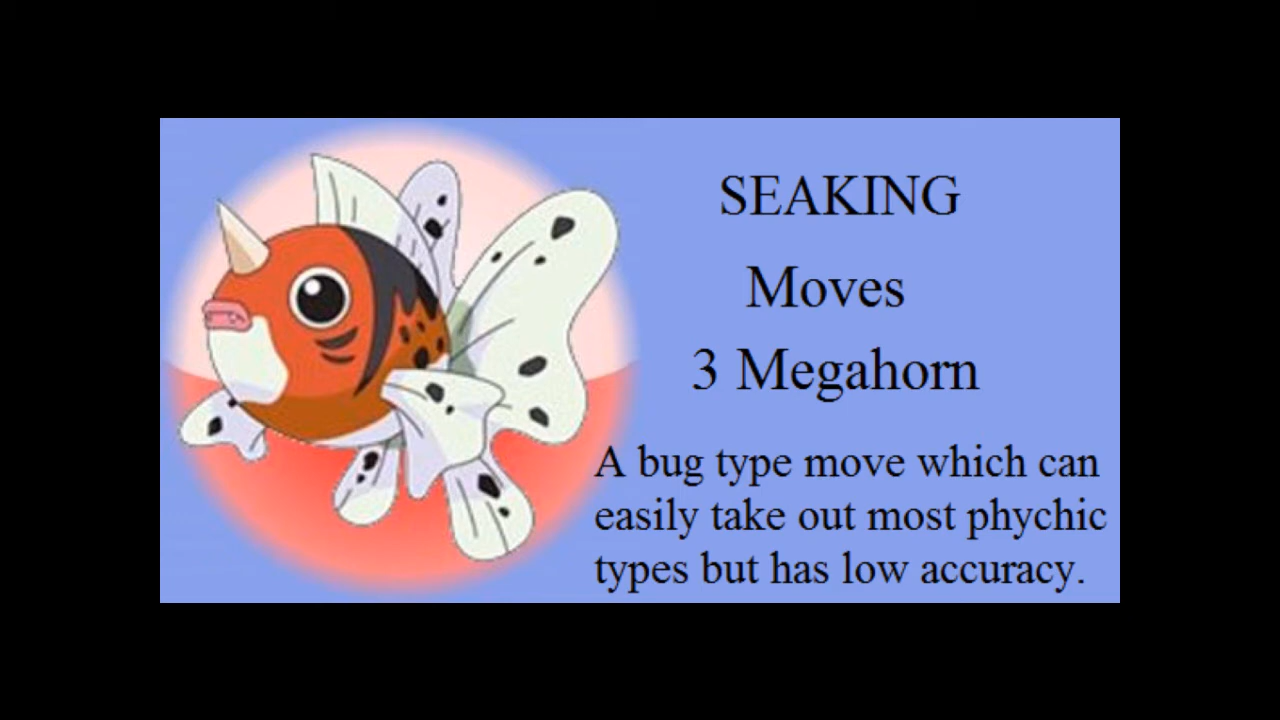 SEAKING
Moves
3 Megahorn
A bug type move which can
easily take out most phychic
types but has low accuracy.